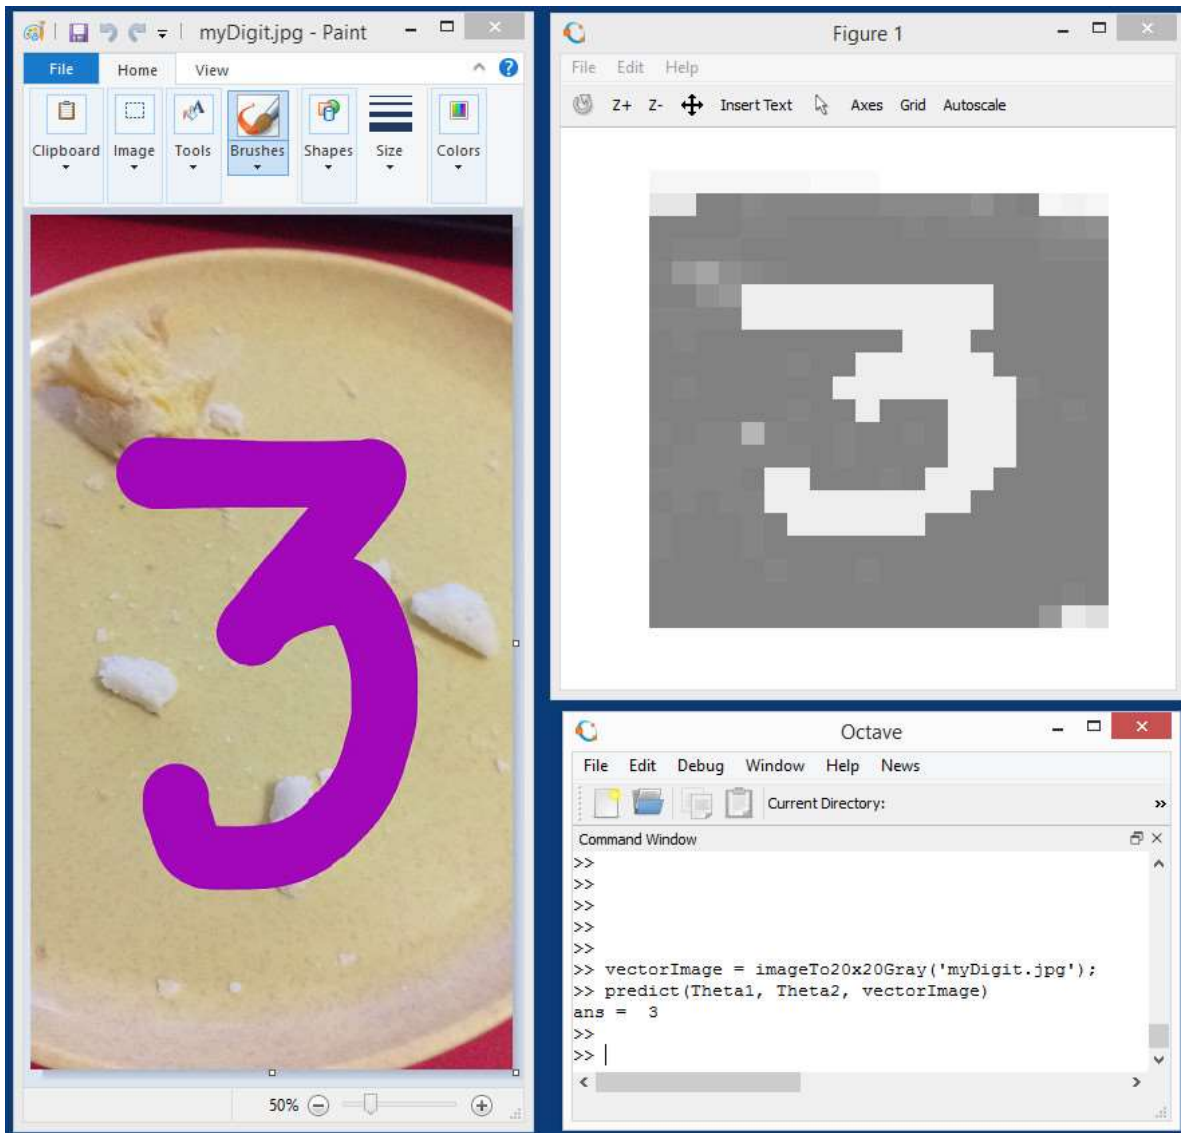 myDigit.jpg - Paint
File Home View
Clipboard Image Tools Brushes Shapes Size Colors
3
50%
Figure 1
File Edit Help
Z+ Z- Insert Text Axes Grid Autoscale
3
Octave
File Edit Debug Window Help News
Current Directory: »
Command Window
>>
>>
>>
>>
>>
>> vectorImage = imageTo20x20Gray('myDigit.jpg');
>> predict(Theta1, Theta2, vectorImage)
ans =  3
>>
>>